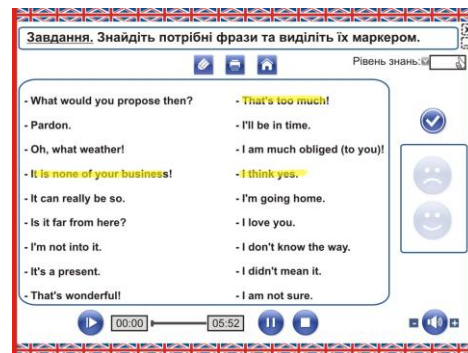 Завдання. Знайдіть потрібні фрази та виділіть їх маркером.
Рівень знань:
- What would you propose then?
- Pardon.
- Oh, what weather!
- It is none of your business!
- It can really be so.
- Is it far from here?
- I'm not into it.
- It's a present.
- That's wonderful!
- That's too much!
- I'll be in time.
- I am much obliged (to you)!
- I think yes.
- I'm going home.
- I love you.
- I don't know the way.
- I didn't mean it.
- I am not sure.
00:00
05:52